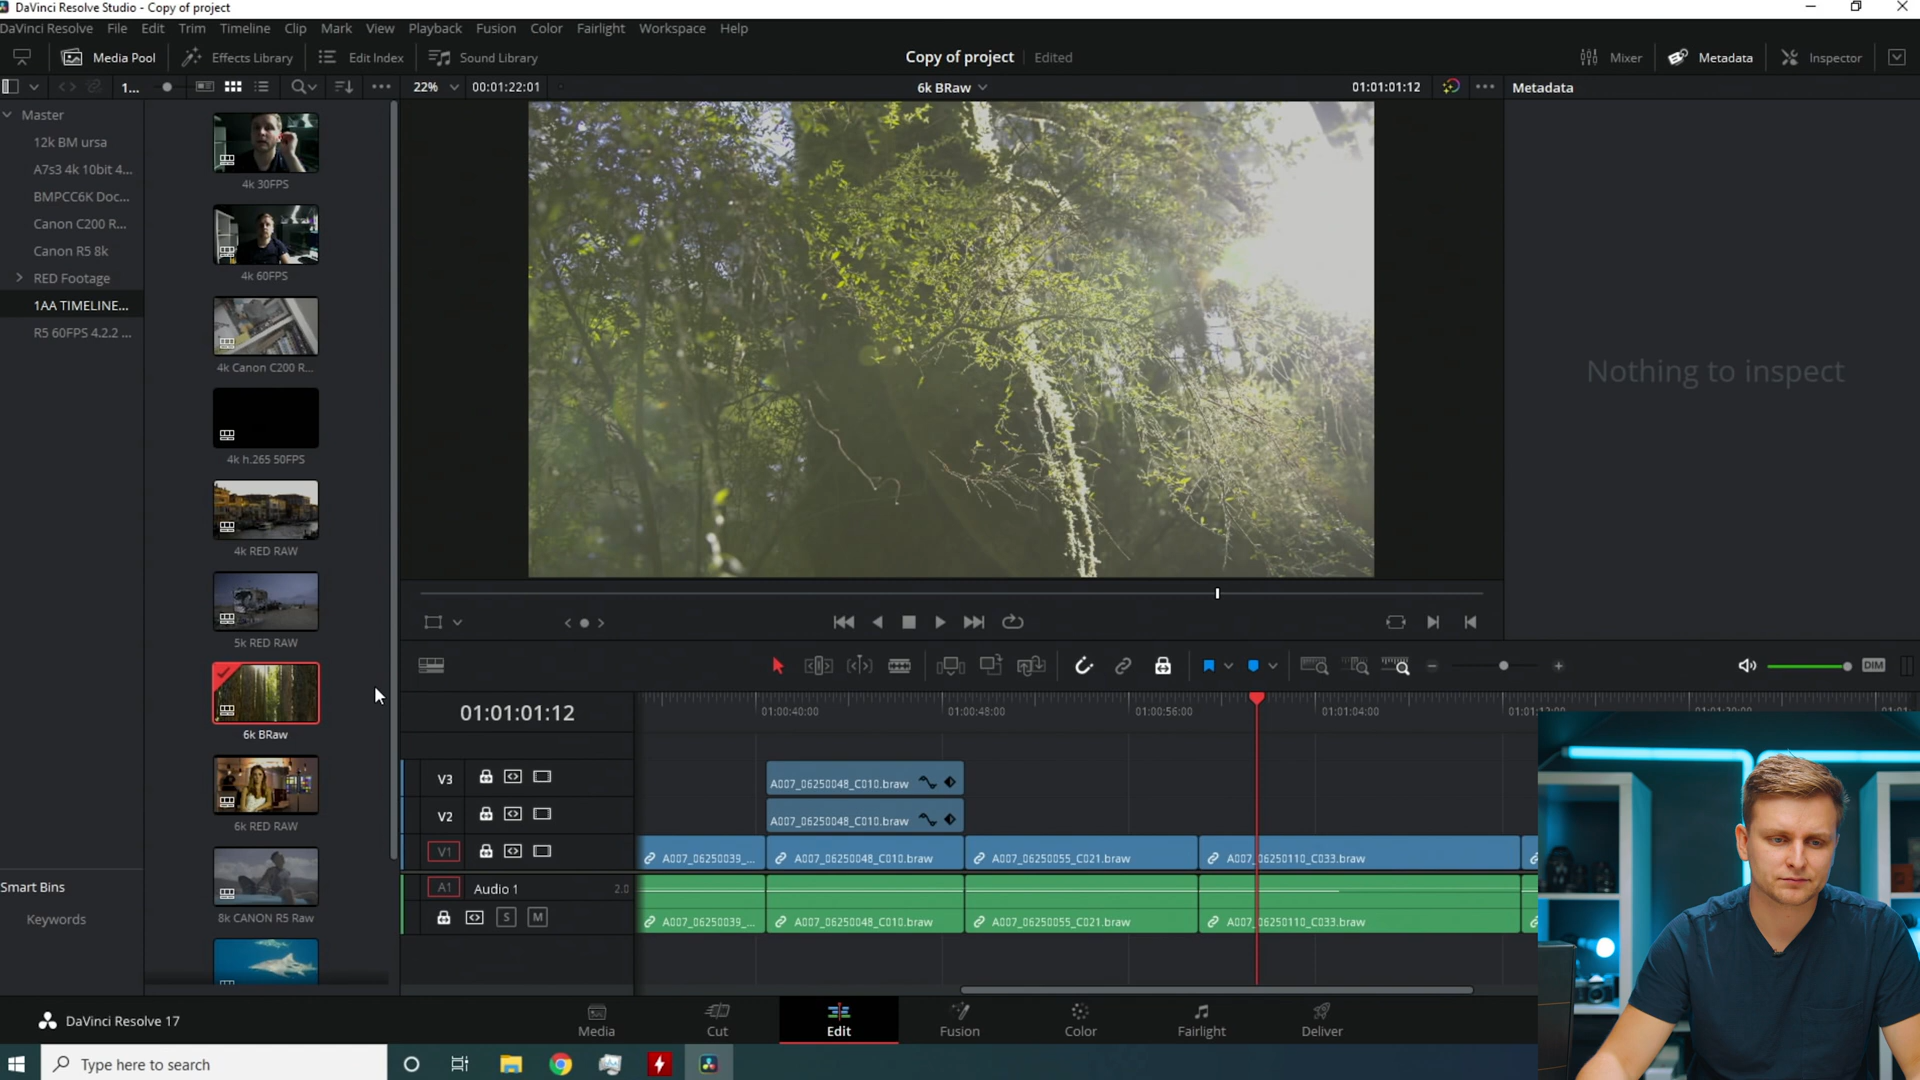 DaVinci Resolve Studio - Copy of project
DaVinci Resolve File Edit Trim Timeline Clip Mark View Playback Fusion Color Fairlight Workspace Help
Media Pool Effects Library Edit Index Sound Library Copy of project Edited Mixer Metadata Inspector
1... 22% 00:01:22:01 6k BRaw 01:01:01:12 Metadata
Master
12k BM ursa
A7s3 4k 10bit 4...
BMPCC6K Doc...
Canon C200 R...
Canon R5 8k
RED Footage
1AA TIMELINE...
R5 60FPS 4.2.2 ...
4k 30FPS
4k 60FPS
4k Canon C200 R...
4k h.265 50FPS
4k RED RAW
5k RED RAW
6k BRaw
6k RED RAW
8k CANON R5 Raw
Nothing to inspect
DIM
01:01:01:12
01:00:40:00 01:00:48:00 01:00:56:00 01:01:04:00
V3 A007_06250048_C010.braw
V2 A007_06250048_C010.braw
V1 A007_06250039_... A007_06250048_C010.braw A007_06250055_C021.braw A007_06250110_C033.braw
A1 Audio 1 2.0
S M A007_06250039_... A007_06250048_C010.braw A007_06250055_C021.braw A007_06250110_C033.braw
Smart Bins
Keywords
DaVinci Resolve 17
Media Cut Edit Fusion Color Fairlight Deliver
Type here to search